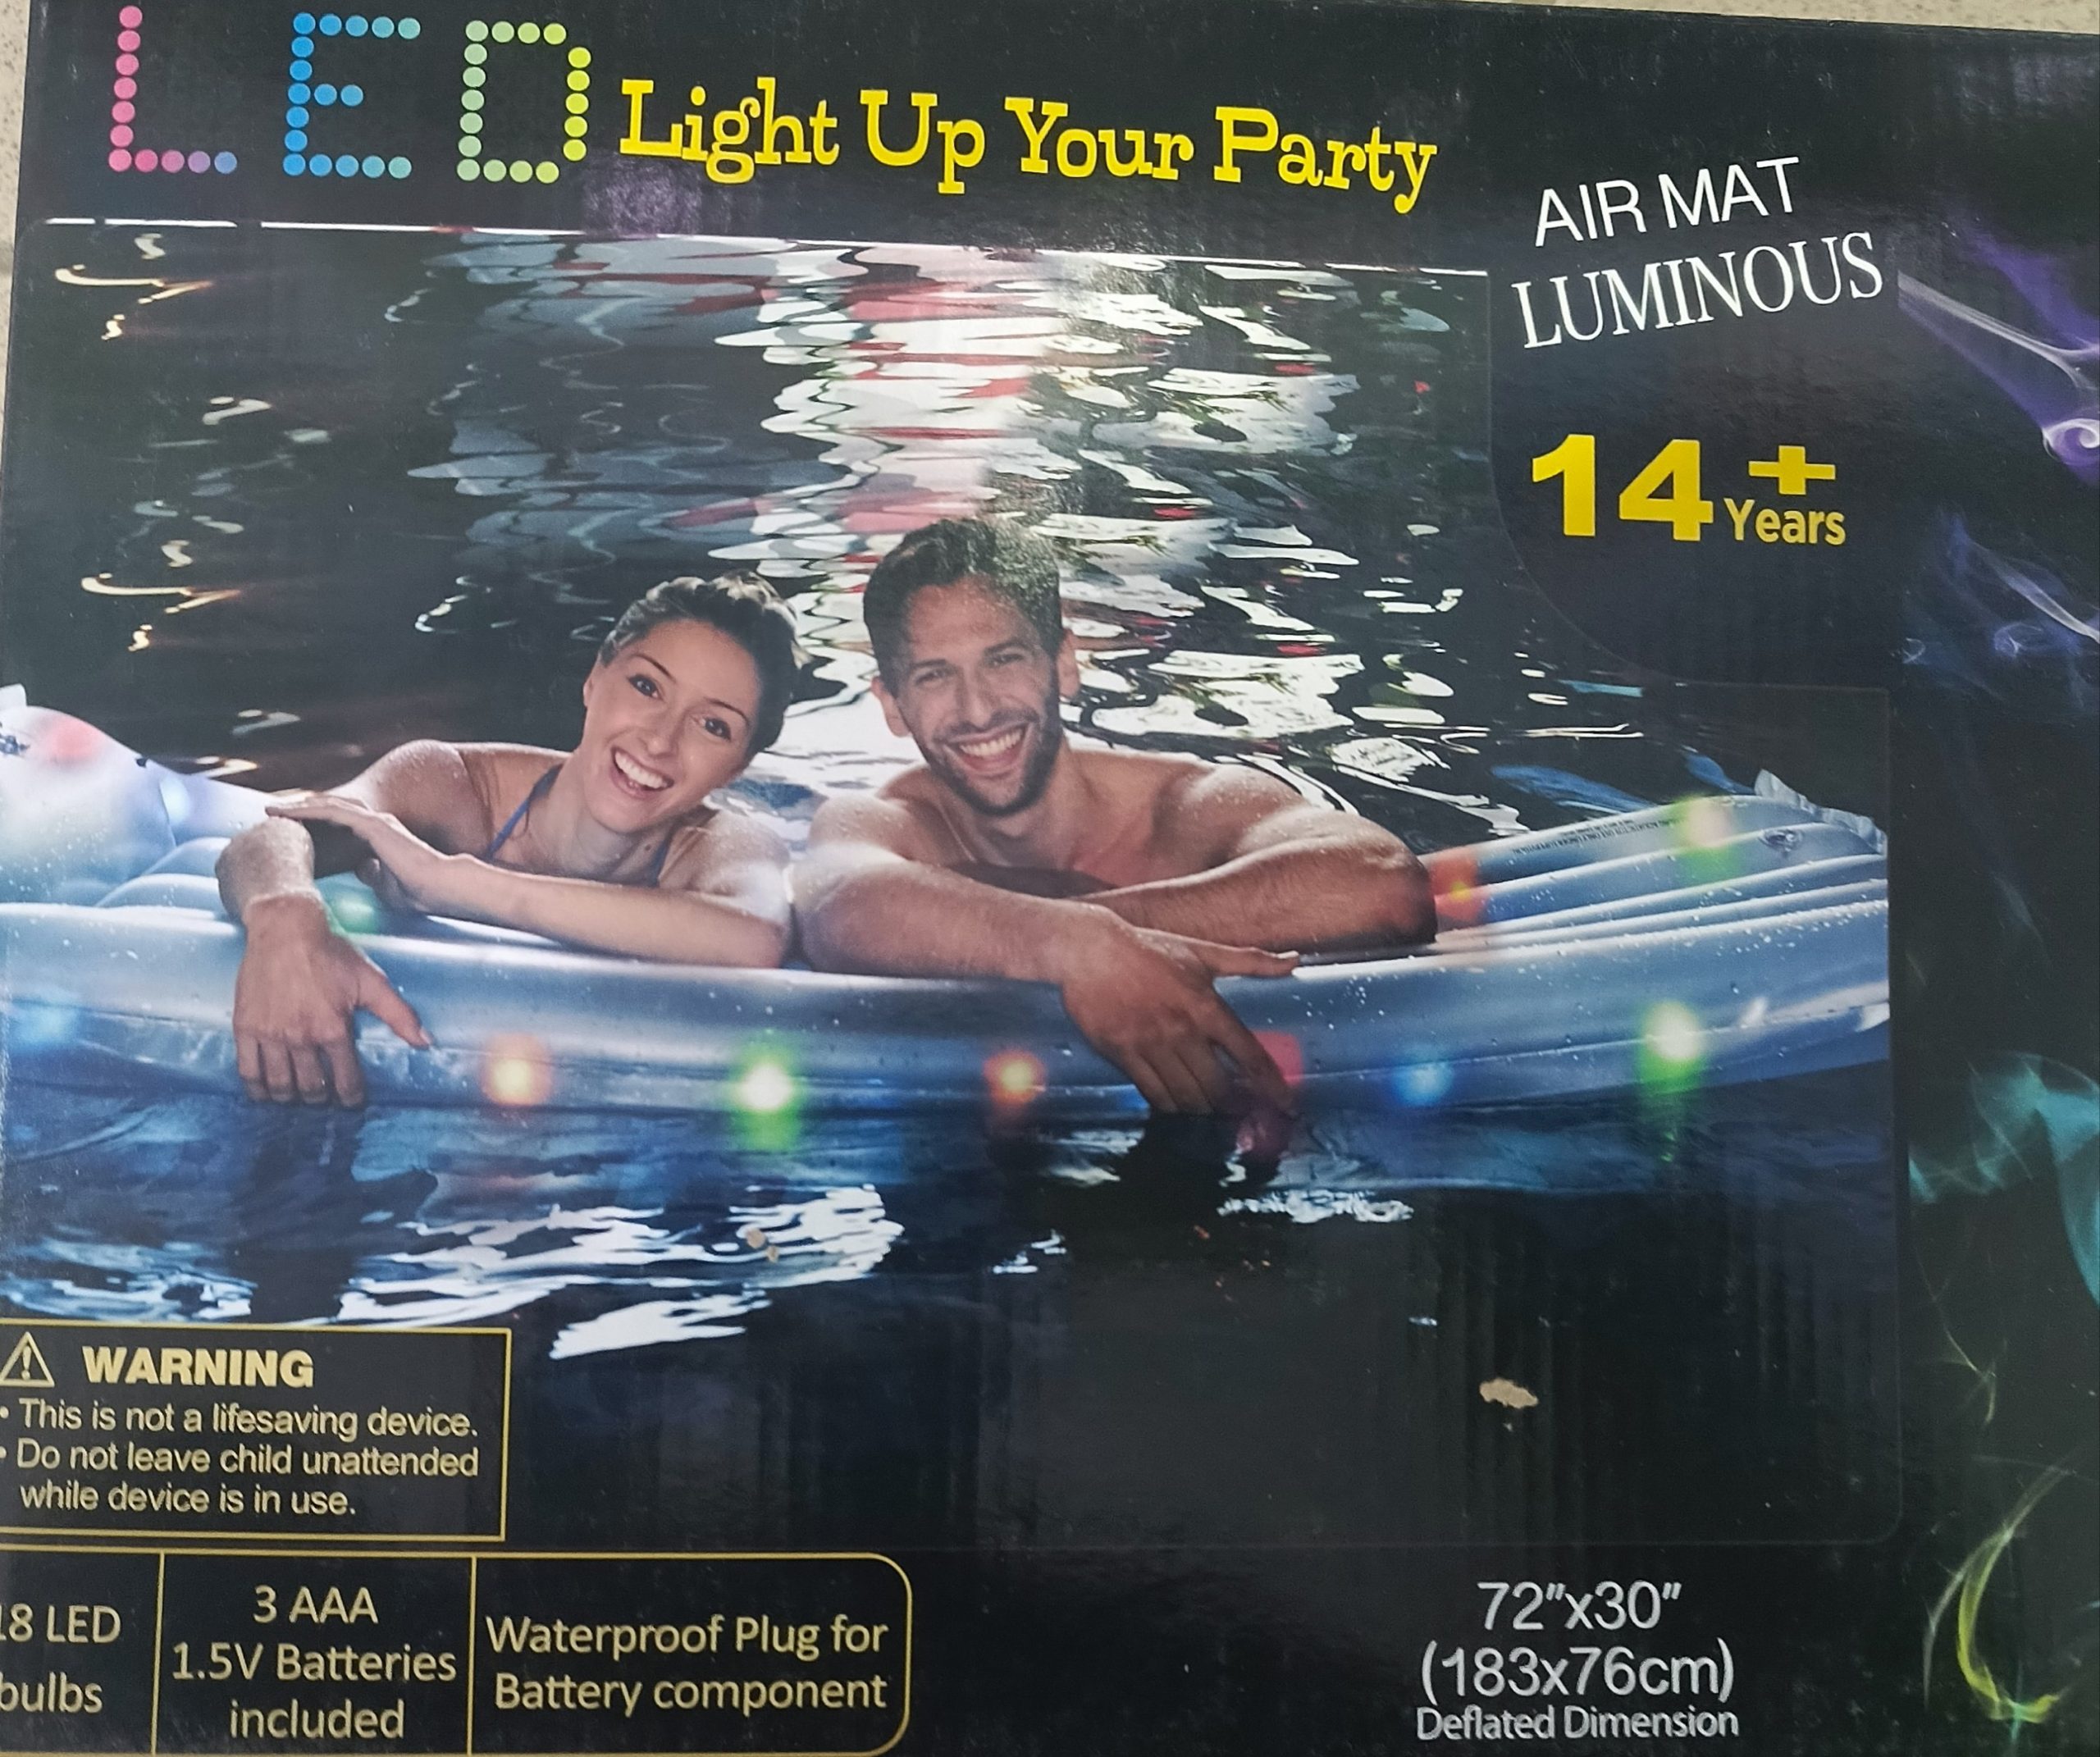 LED Light Up Your Party
AIR MAT
LUMINOUS
14+
Years
WARNING
• This is not a lifesaving device.
• Do not leave child unattended
while device is in use.
18 LED
bulbs
3 AAA
1.5V Batteries
included
Waterproof Plug for
Battery component
72"x30"
(183x76cm)
Deflated Dimension